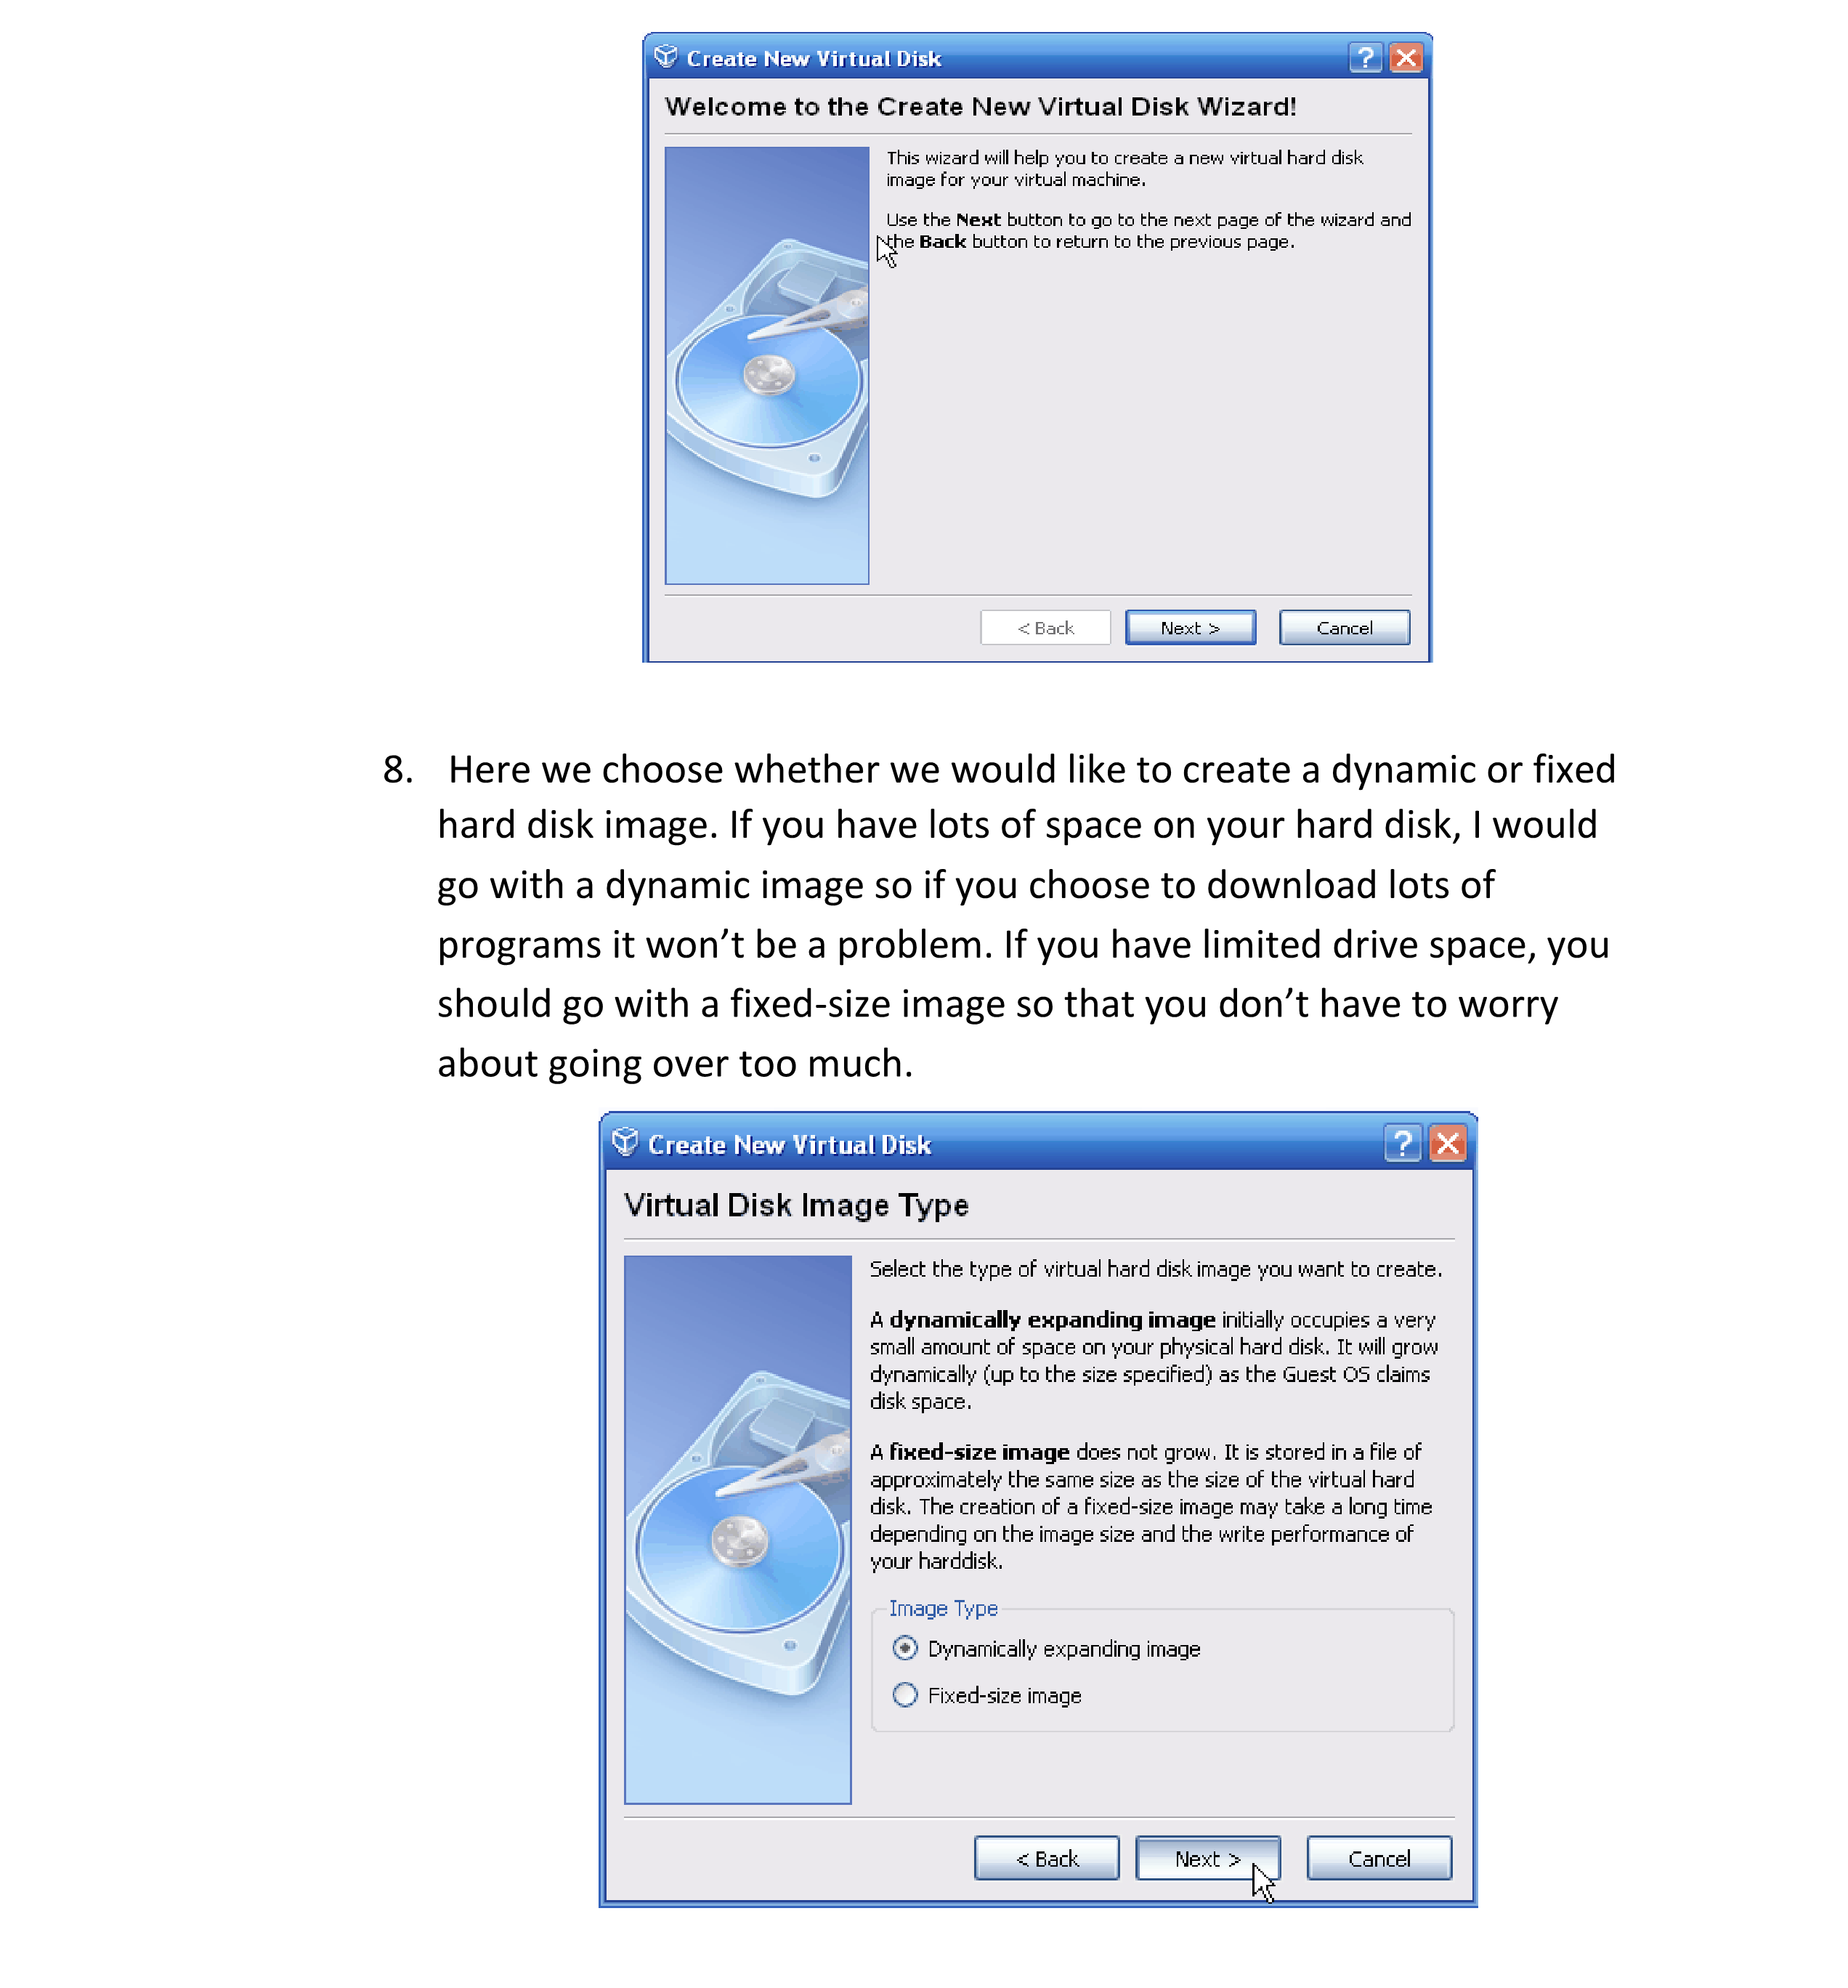 Create New Virtual Disk
Welcome to the Create New Virtual Disk Wizard!
This wizard will help you to create a new virtual hard disk
image for your virtual machine.
Use the Next button to go to the next page of the wizard and
the Back button to return to the previous page.
< Back
Next >
Cancel
8. Here we choose whether we would like to create a dynamic or fixed
hard disk image. If you have lots of space on your hard disk, I would
go with a dynamic image so if you choose to download lots of
programs it won’t be a problem. If you have limited drive space, you
should go with a fixed-size image so that you don’t have to worry
about going over too much.
Create New Virtual Disk
Virtual Disk Image Type
Select the type of virtual hard disk image you want to create.
A dynamically expanding image initially occupies a very
small amount of space on your physical hard disk. It will grow
dynamically (up to the size specified) as the Guest OS claims
disk space.
A fixed-size image does not grow. It is stored in a file of
approximately the same size as the size of the virtual hard
disk. The creation of a fixed-size image may take a long time
depending on the image size and the write performance of
your harddisk.
Image Type
Dynamically expanding image
Fixed-size image
< Back
Next >
Cancel